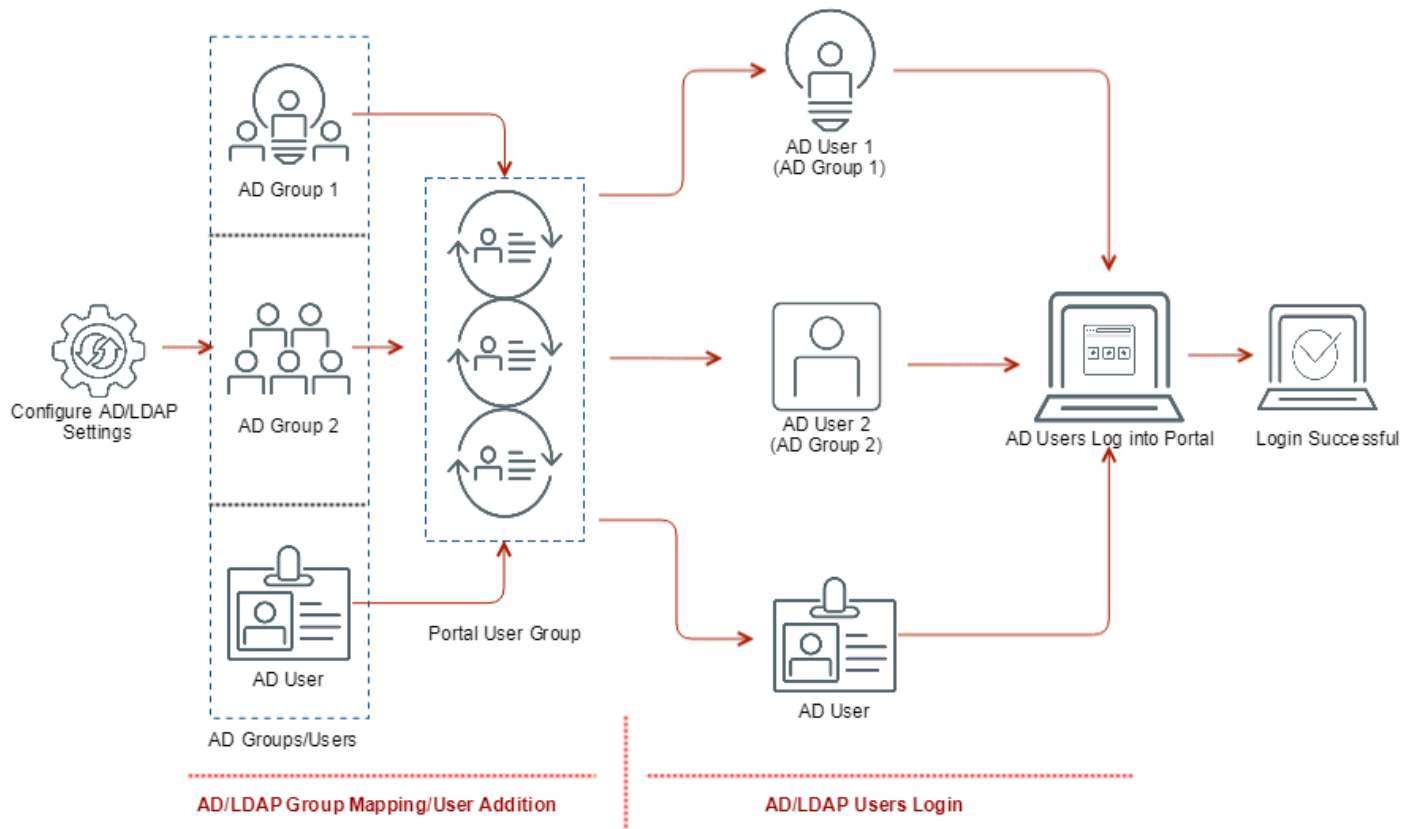 AD User 1
(AD Group 1)
AD Group 1
Configure AD/LDAP
Settings
AD Group 2
AD User 2
(AD Group 2)
AD Users Log into Portal
Login Successful
Portal User Group
AD User
AD User
AD Groups/Users
AD/LDAP Group Mapping/User Addition
AD/LDAP Users Login